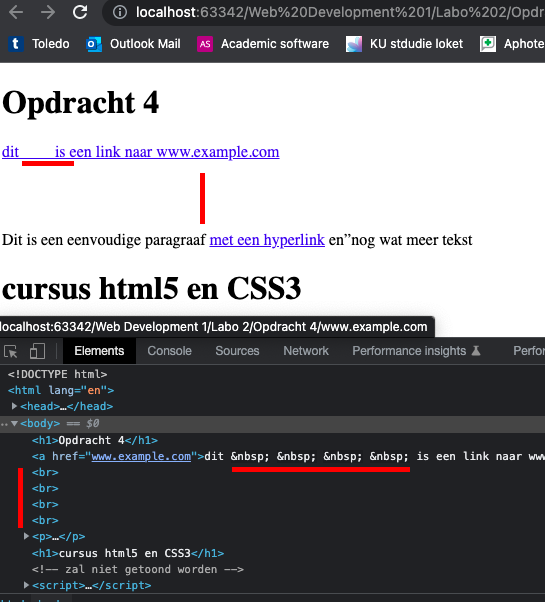 localhost:63342/Web%20Development%201/Labo%202/Opdr
Toledo Outlook Mail AS Academic software KU stdudie loket Aphote
Opdracht 4
dit is een link naar www.example.com
Dit is een eenvoudige paragraaf met een hyperlink en”nog wat meer tekst
cursus html5 en CSS3
localhost:63342/Web Development 1/Labo 2/Opdracht 4/www.example.com
Elements Console Sources Network Performance insights Perfor
<!DOCTYPE html>
<html lang="en">
<head>…</head>
<body> == $0
<h1>Opdracht 4</h1>
<a href="www.example.com">dit &nbsp; &nbsp; &nbsp; &nbsp; is een link naar www
<br>
<br>
<br>
<br>
<p>…</p>
<h1>cursus html5 en CSS3</h1>
<!-- zal niet getoond worden -->
<script>…</script>